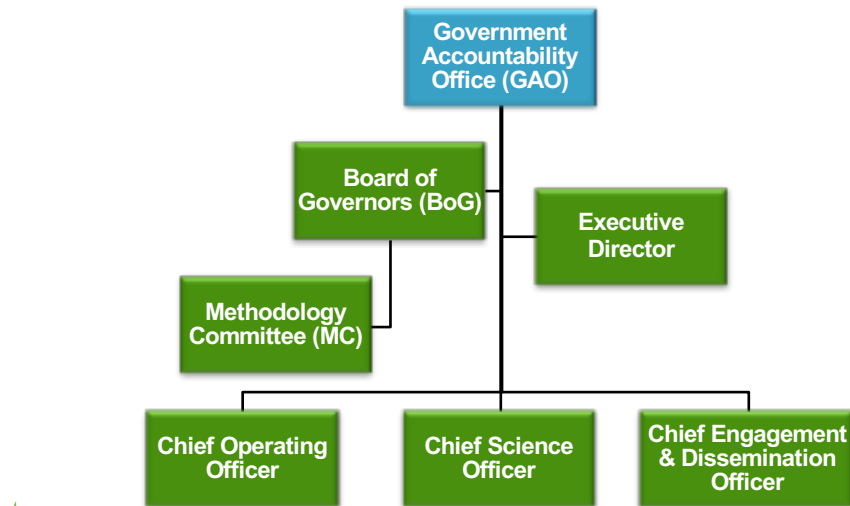 Government
Accountability
Office (GAO)
Board of
Governors (BoG)
Executive
Director
Methodology
Committee (MC)
Chief Operating
Officer
Chief Science
Officer
Chief Engagement
& Dissemination
Officer